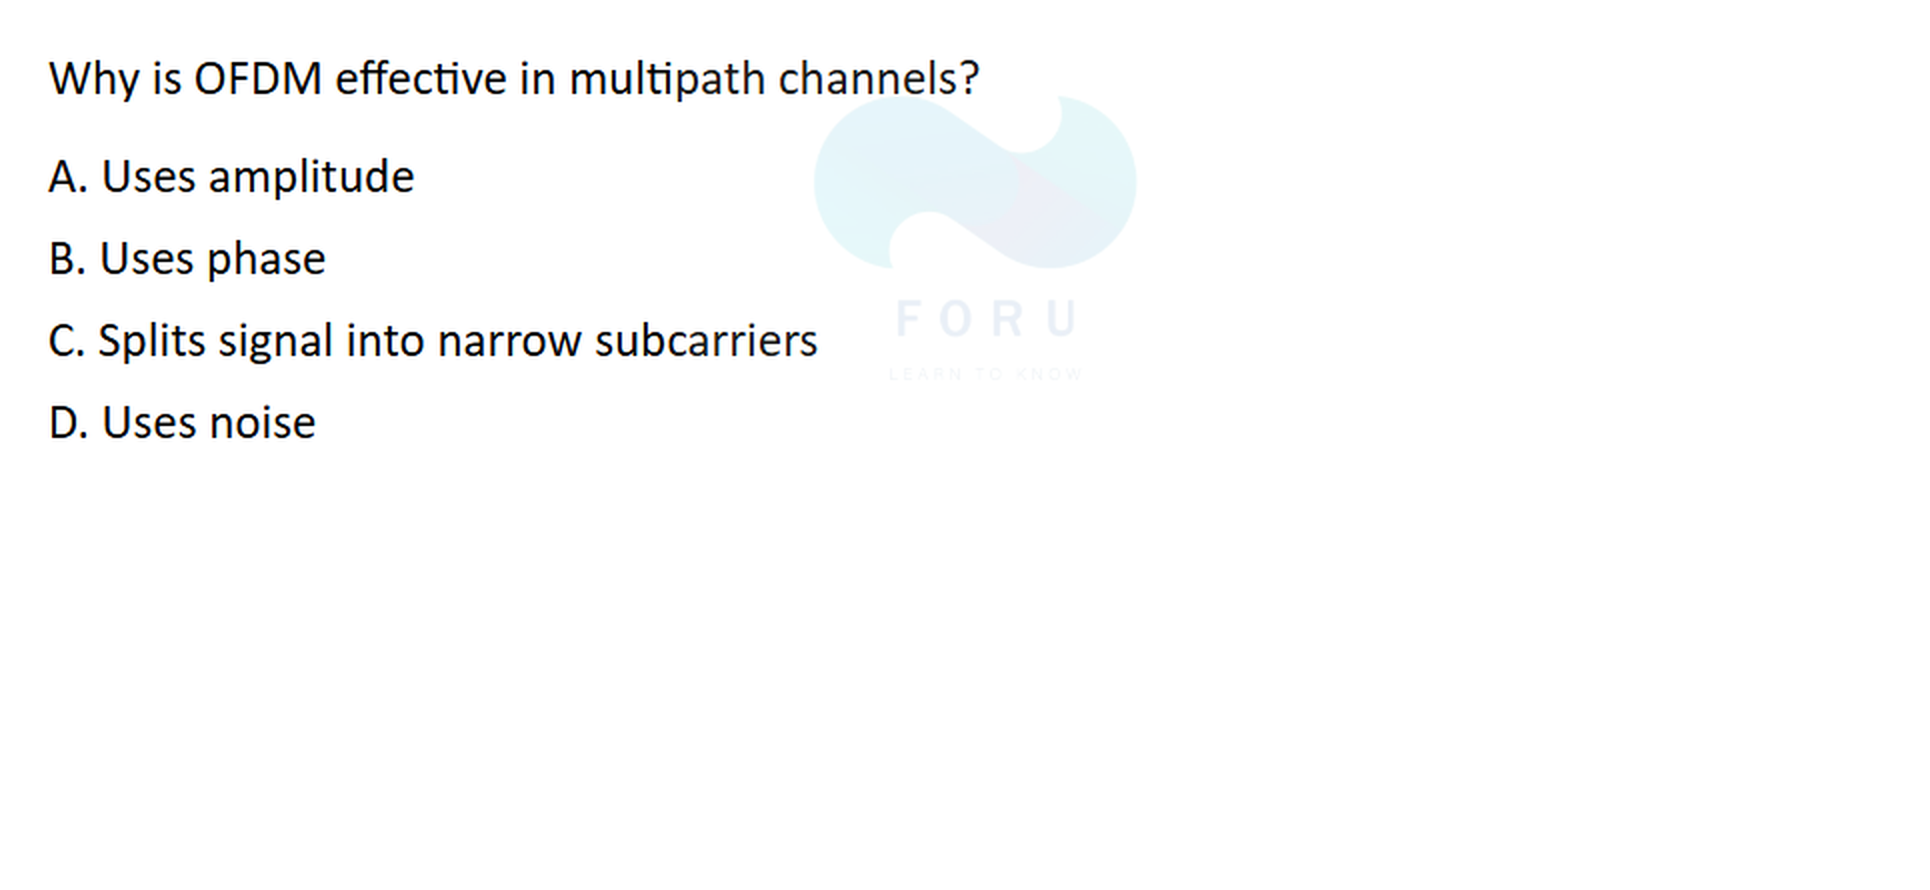 Why is OFDM effective in multipath channels?
A. Uses amplitude
B. Uses phase
C. Splits signal into narrow subcarriers
D. Uses noise
FORU
LEARN TO KNOW